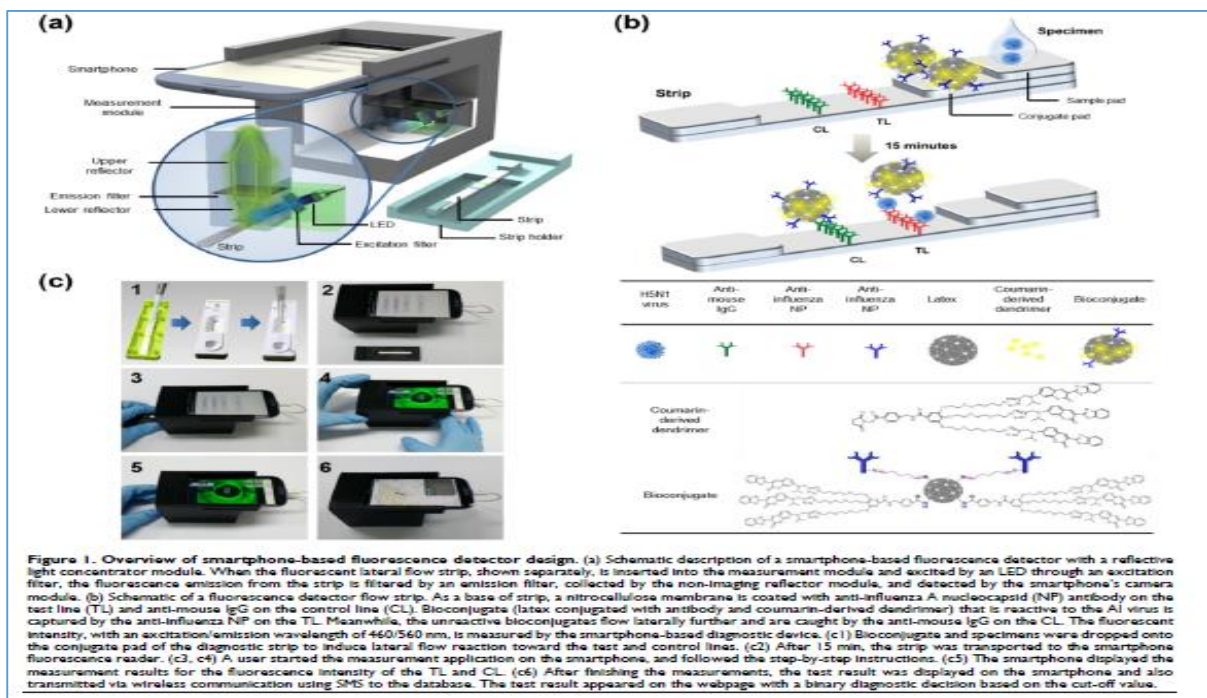 (a)
Smartphone
Measurement
module
Upper
reflector
Emission filter
Lower reflector
Strip
LED
Excitation filter
Strip
Strip holder
(b)
Specimen
Strip
Sample pad
Conjugate pad
TL
CL
15 minutes
TL
CL
(c)
1
2
3
4
5
6
H5N1
virus
Anti-
mouse
IgG
Anti-
influenza
NP
Anti-
influenza
NP
Latex
Coumarin-
derived
dendrimer
Bioconjugate
Coumarin-
derived
dendrimer
Bioconjugate
Figure 1. Overview of smartphone-based fluorescence detector design. (a) Schematic description of a smartphone-based fluorescence detector with a reflective
light concentrator module. When the fluorescent lateral flow strip, shown separately, is inserted into the measurement module and excited by an LED through an excitation
filter, the fluorescence emission from the strip is filtered by an emission filter, collected by the non-imaging reflector module, and detected by the smartphone's camera
module. (b) Schematic of a fluorescence detector flow strip. As a base of strip, a nitrocellulose membrane is coated with anti-influenza A nucleocapsid (NP) antibody on the
test line (TL) and anti-mouse IgG on the control line (CL). Bioconjugate (latex conjugated with antibody and coumarin-derived dendrimer) that is reactive to the AI virus is
captured by the anti-influenza NP on the TL. Meanwhile, the unreactive bioconjugates flow laterally further and are caught by the anti-mouse IgG on the CL. The fluorescent
intensity, with an excitation/emission wavelength of 460/560 nm, is measured by the smartphone-based diagnostic device. (c1) Bioconjugate and specimens were dropped onto
the conjugate pad of the diagnostic strip to induce lateral flow reaction toward the test and control lines. (c2) After 15 min, the strip was transported to the smartphone
fluorescence reader. (c3, c4) A user started the measurement application on the smartphone, and followed the step-by-step instructions. (c5) The smartphone displayed the
measurement results for the fluorescence intensity of the TL and CL. (c6) After finishing the measurements, the test result was displayed on the smartphone and also
transmitted via wireless communication using SMS to the database. The test result appeared on the webpage with a binary diagnostic decision based on the cut-off value.